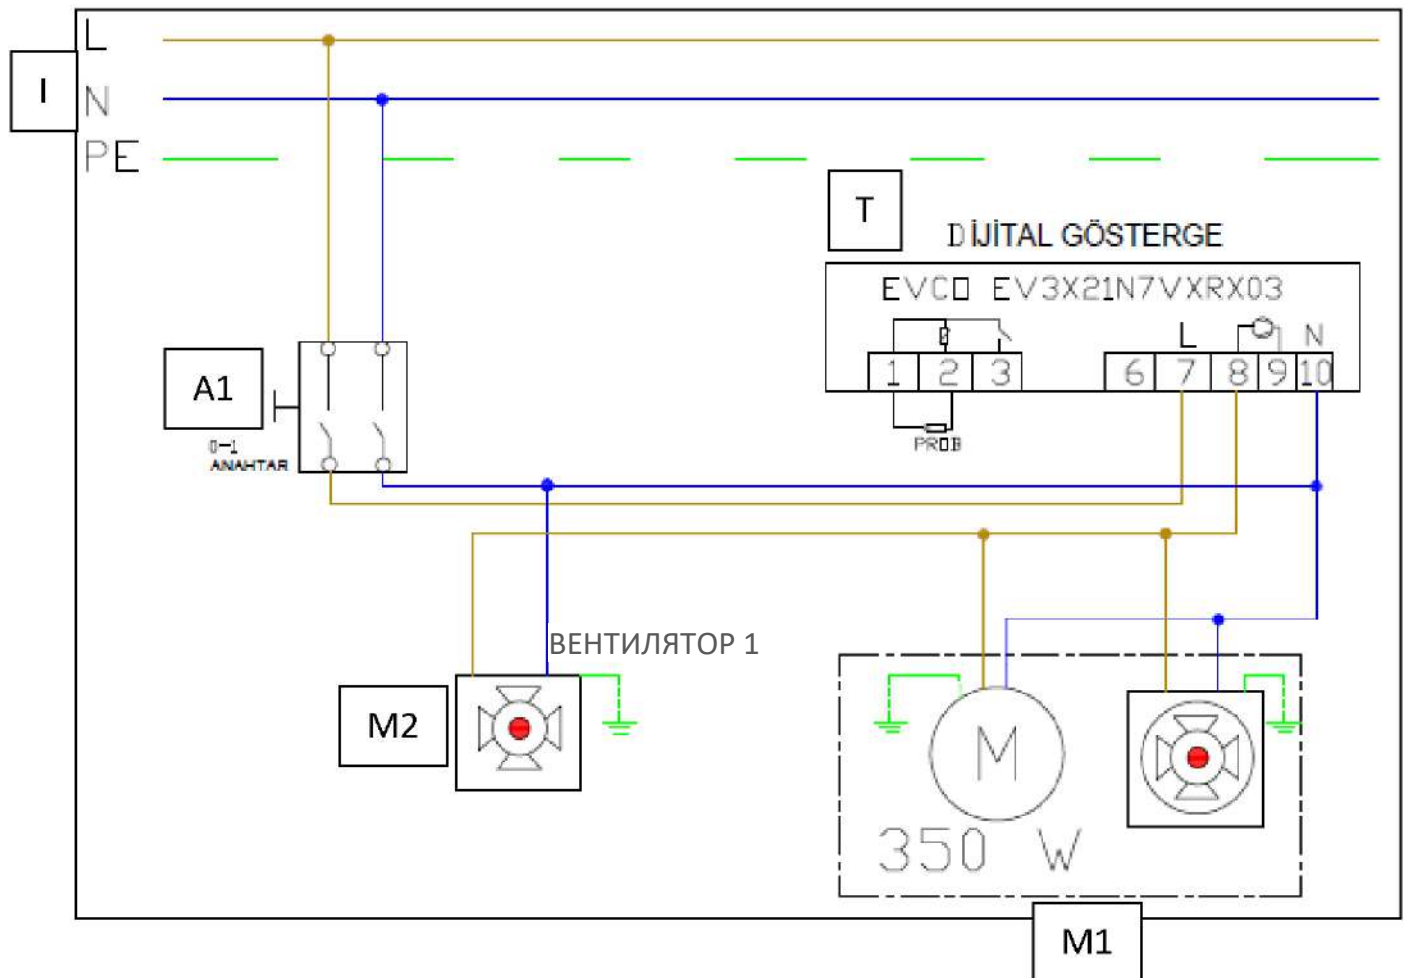 L
I
N
PE
T
DİJİTAL GÖSTERGE
EVCO EV3X21N7VXRX03
L N
1 2 3 6 7 8 9 10
PROB
A1
0-1
ANAHTAR
ВЕНТИЛЯТОР 1
M2
M
350 W
M1